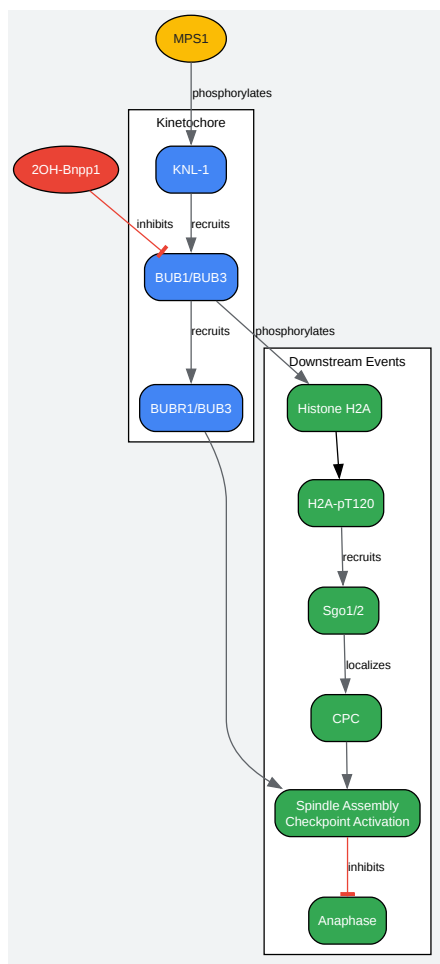 MPS1
phosphorylates
Kinetochore
2OH-Bnpp1
KNL-1
inhibits
recruits
BUB1/BUB3
recruits
phosphorylates
Downstream Events
BUBR1/BUB3
Histone H2A
H2A-pT120
recruits
Sgo1/2
localizes
CPC
Spindle Assembly
Checkpoint Activation
inhibits
Anaphase